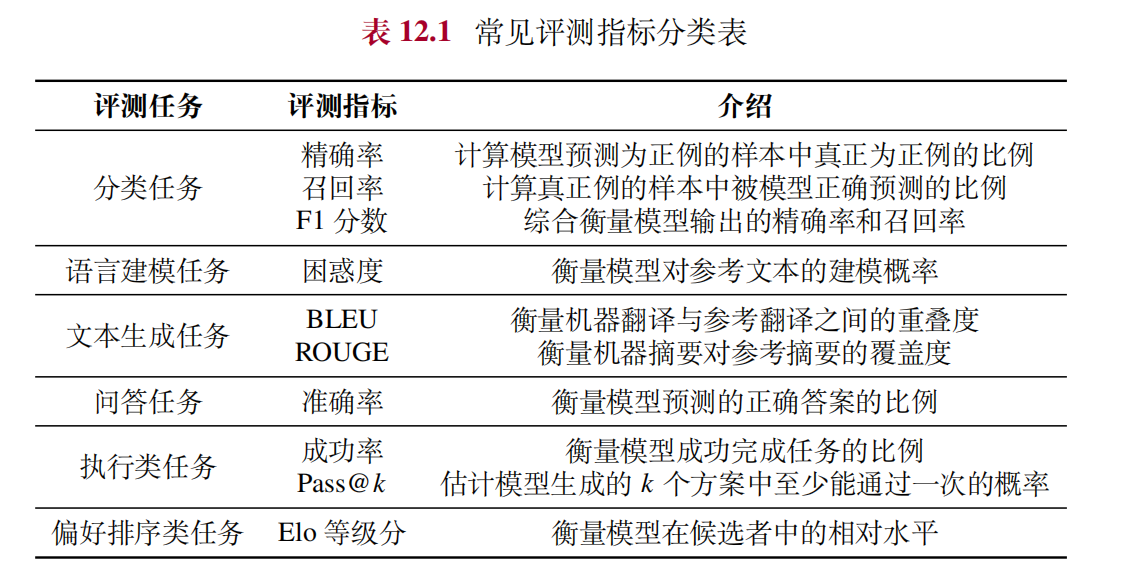 表 12.1 常见评测指标分类表
评测任务 评测指标 介绍
精确率 计算模型预测为正例的样本中真正为正例的比例
分类任务 召回率 计算真正例的样本中被模型正确预测的比例
F1 分数 综合衡量模型输出的精确率和召回率
语言建模任务 困惑度 衡量模型对参考文本的建模概率
文本生成任务 BLEU 衡量机器翻译与参考翻译之间的重叠度
ROUGE 衡量机器摘要对参考摘要的覆盖度
问答任务 准确率 衡量模型预测的正确答案的比例
执行类任务 成功率 衡量模型成功完成任务的比例
Pass@k 估计模型生成的 k 个方案中至少能通过一次的概率
偏好排序类任务 Elo 等级分 衡量模型在候选者中的相对水平